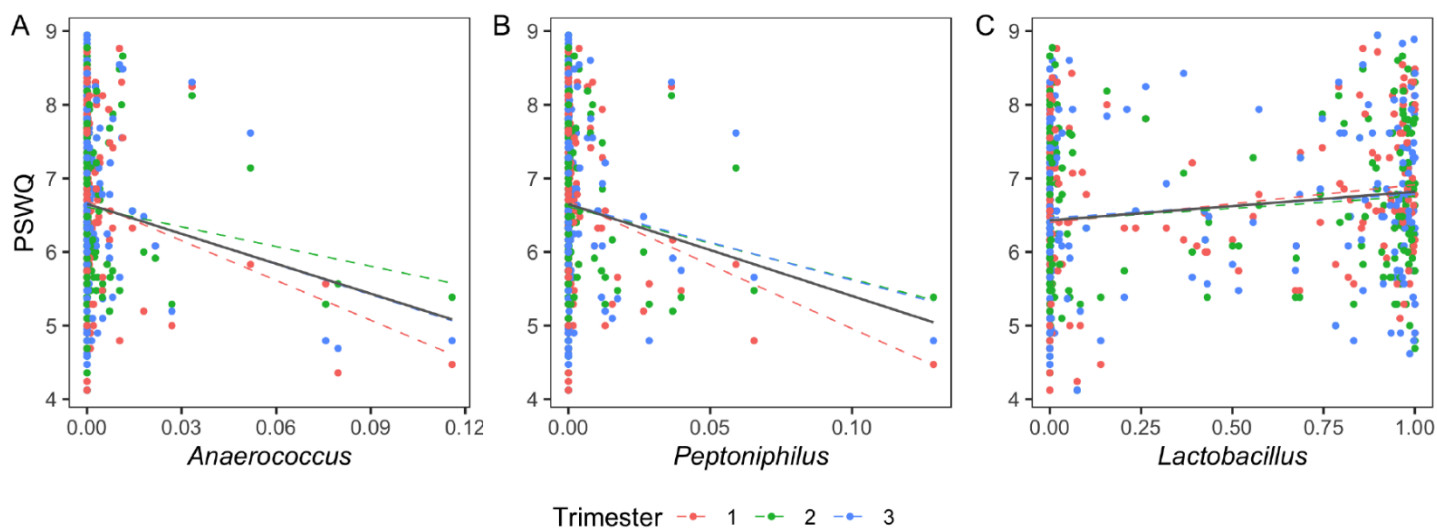 A
B
C
PSWQ
9
8
7
6
5
4
9
8
7
6
5
4
9
8
7
6
5
4
0.00 0.03 0.06 0.09 0.12
0.00 0.05 0.10
0.00 0.25 0.50 0.75 1.00
Anaerococcus
Peptoniphilus
Lactobacillus
Trimester 1 2 3